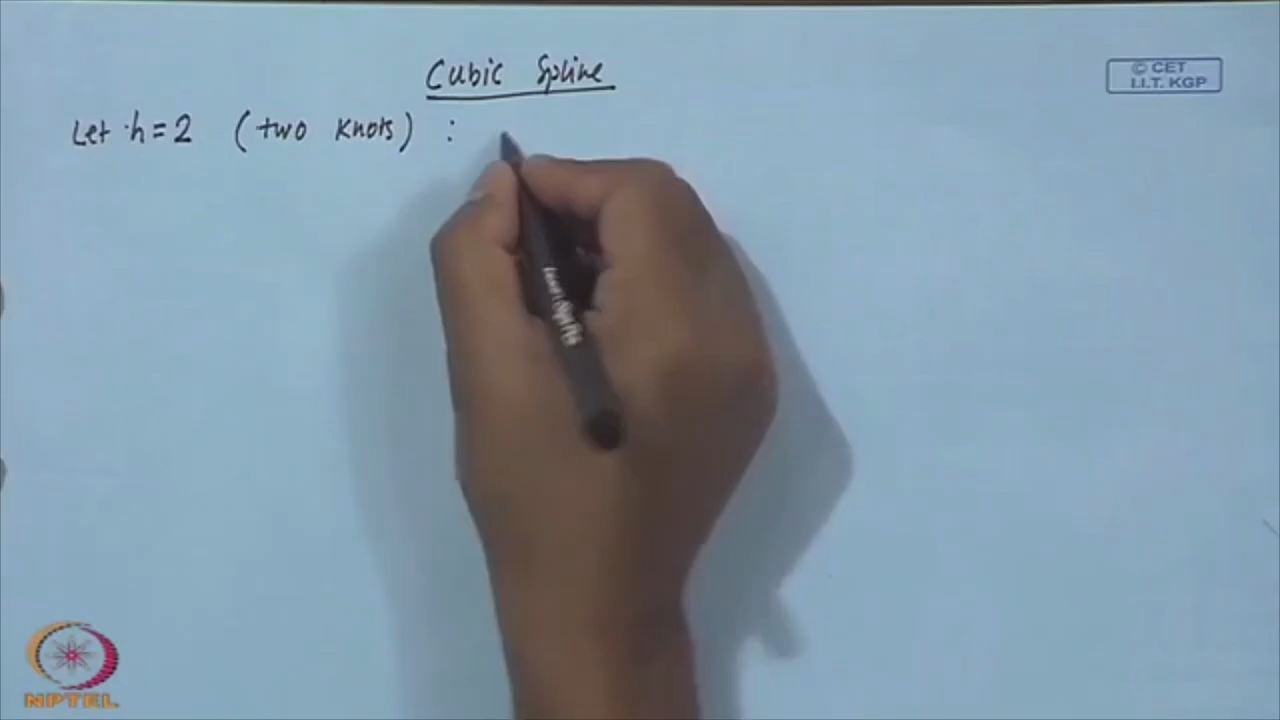 Cubic Spline
© CET
I.I.T. KGP
Let h=2 (two knots) :
NPTEL